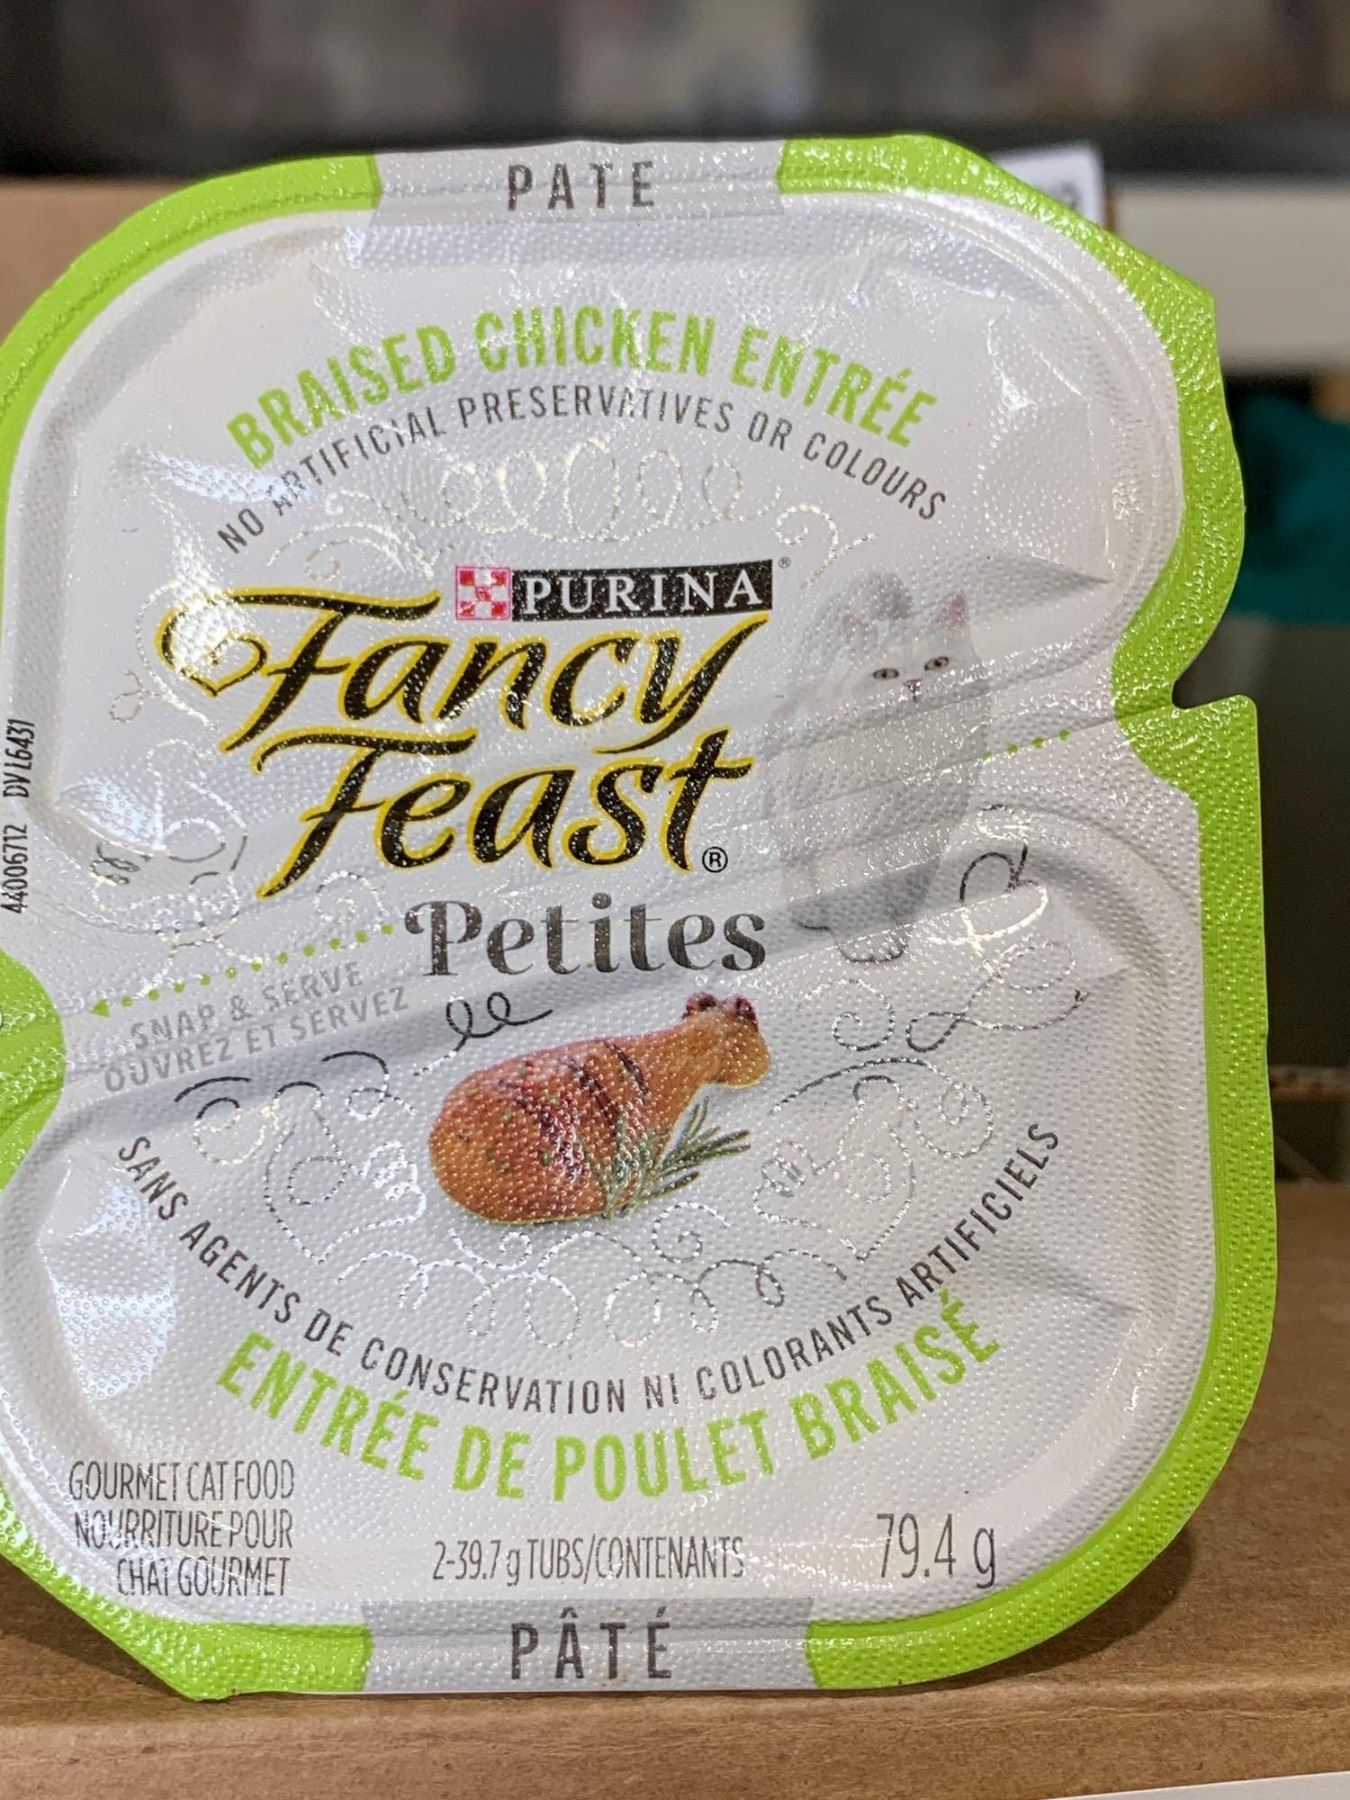 PATE
BRAISED CHICKEN ENTRÉE
NO ARTIFICIAL PRESERVATIVES OR COLOURS
PURINA®
Fancy
Feast®
Petites
44006712 DVL6431
SNAP & SERVE
OUVREZ ET SERVEZ
SANS AGENTS DE CONSERVATION NI COLORANTS ARTIFICIELS
ENTRÉE DE POULET BRAISÉ
GOURMET CAT FOOD
NOURRITURE POUR
CHAT GOURMET
2-39.7 g TUBS/CONTENANTS
79.4 g
PÂTÉ